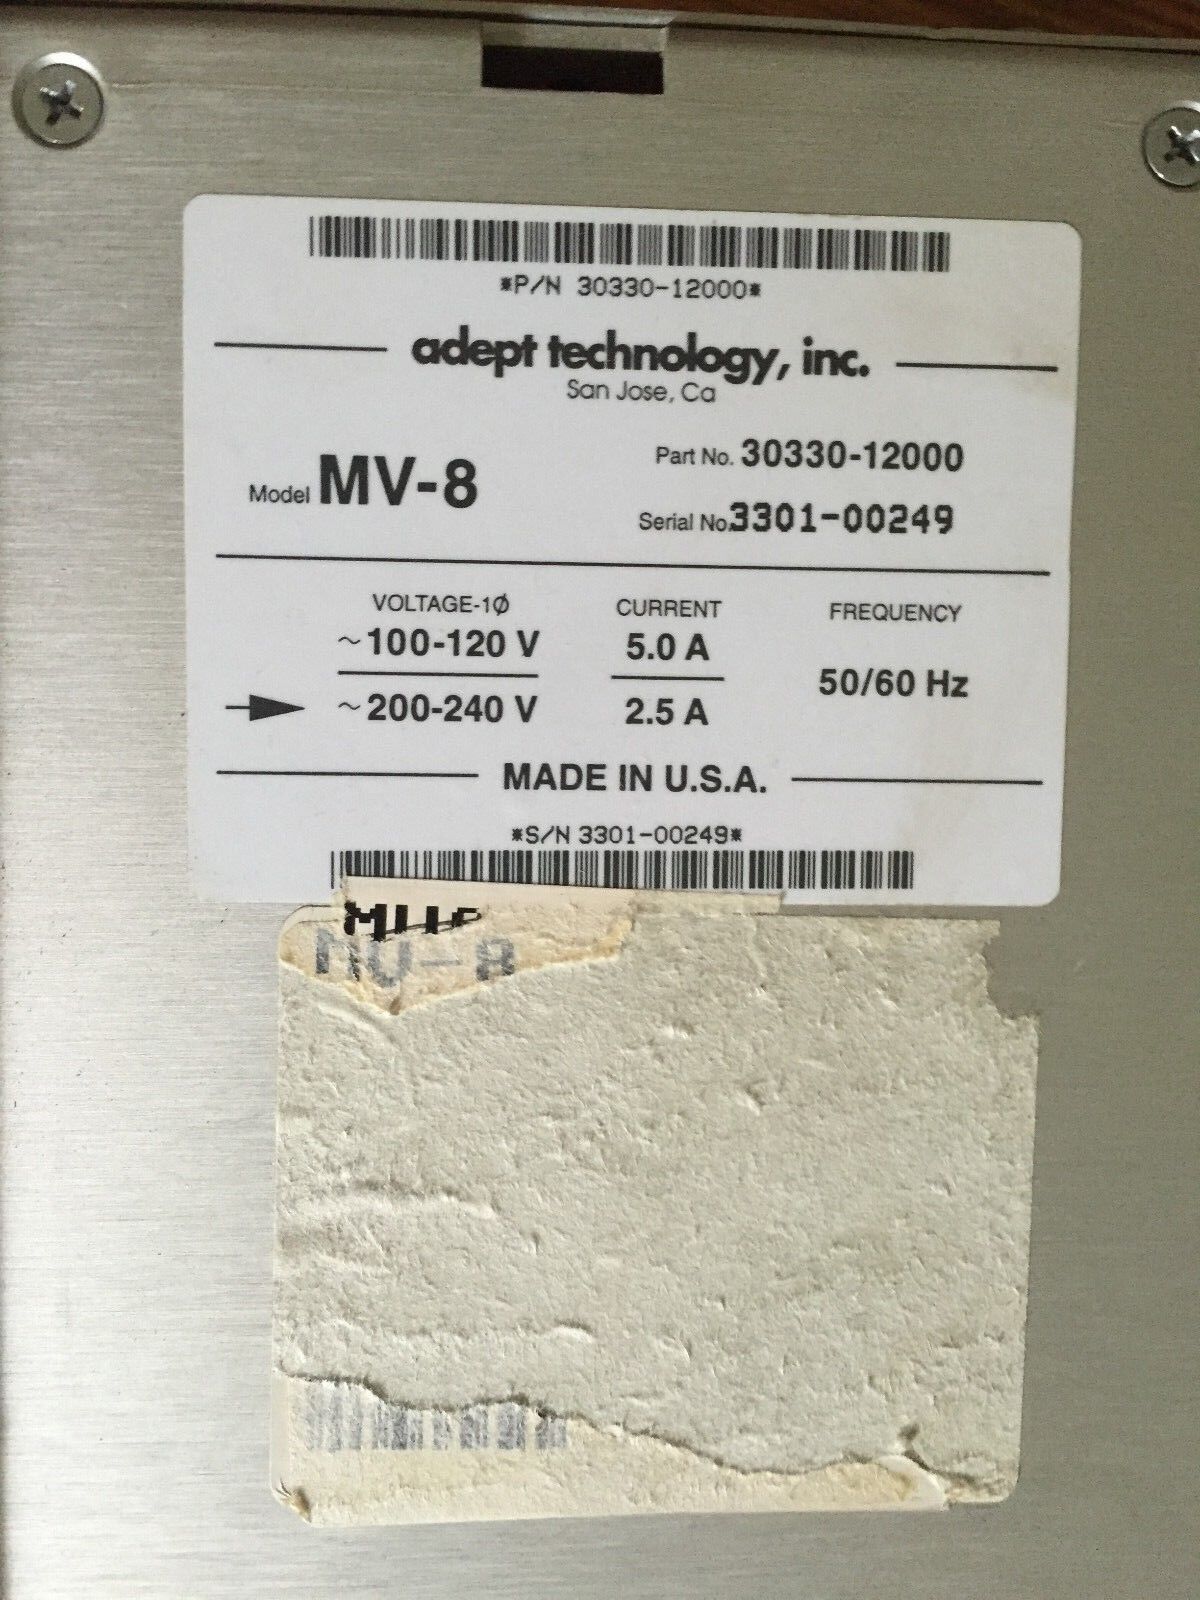 *P/N 30330-12000*
adept technology, inc.
San Jose, Ca
Model MV-8
Part No. 30330-12000
Serial No. 3301-00249
VOLTAGE-1Ø CURRENT FREQUENCY
~100-120 V 5.0 A
50/60 Hz
~200-240 V 2.5 A
MADE IN U.S.A.
*S/N 3301-00249*
MV-8